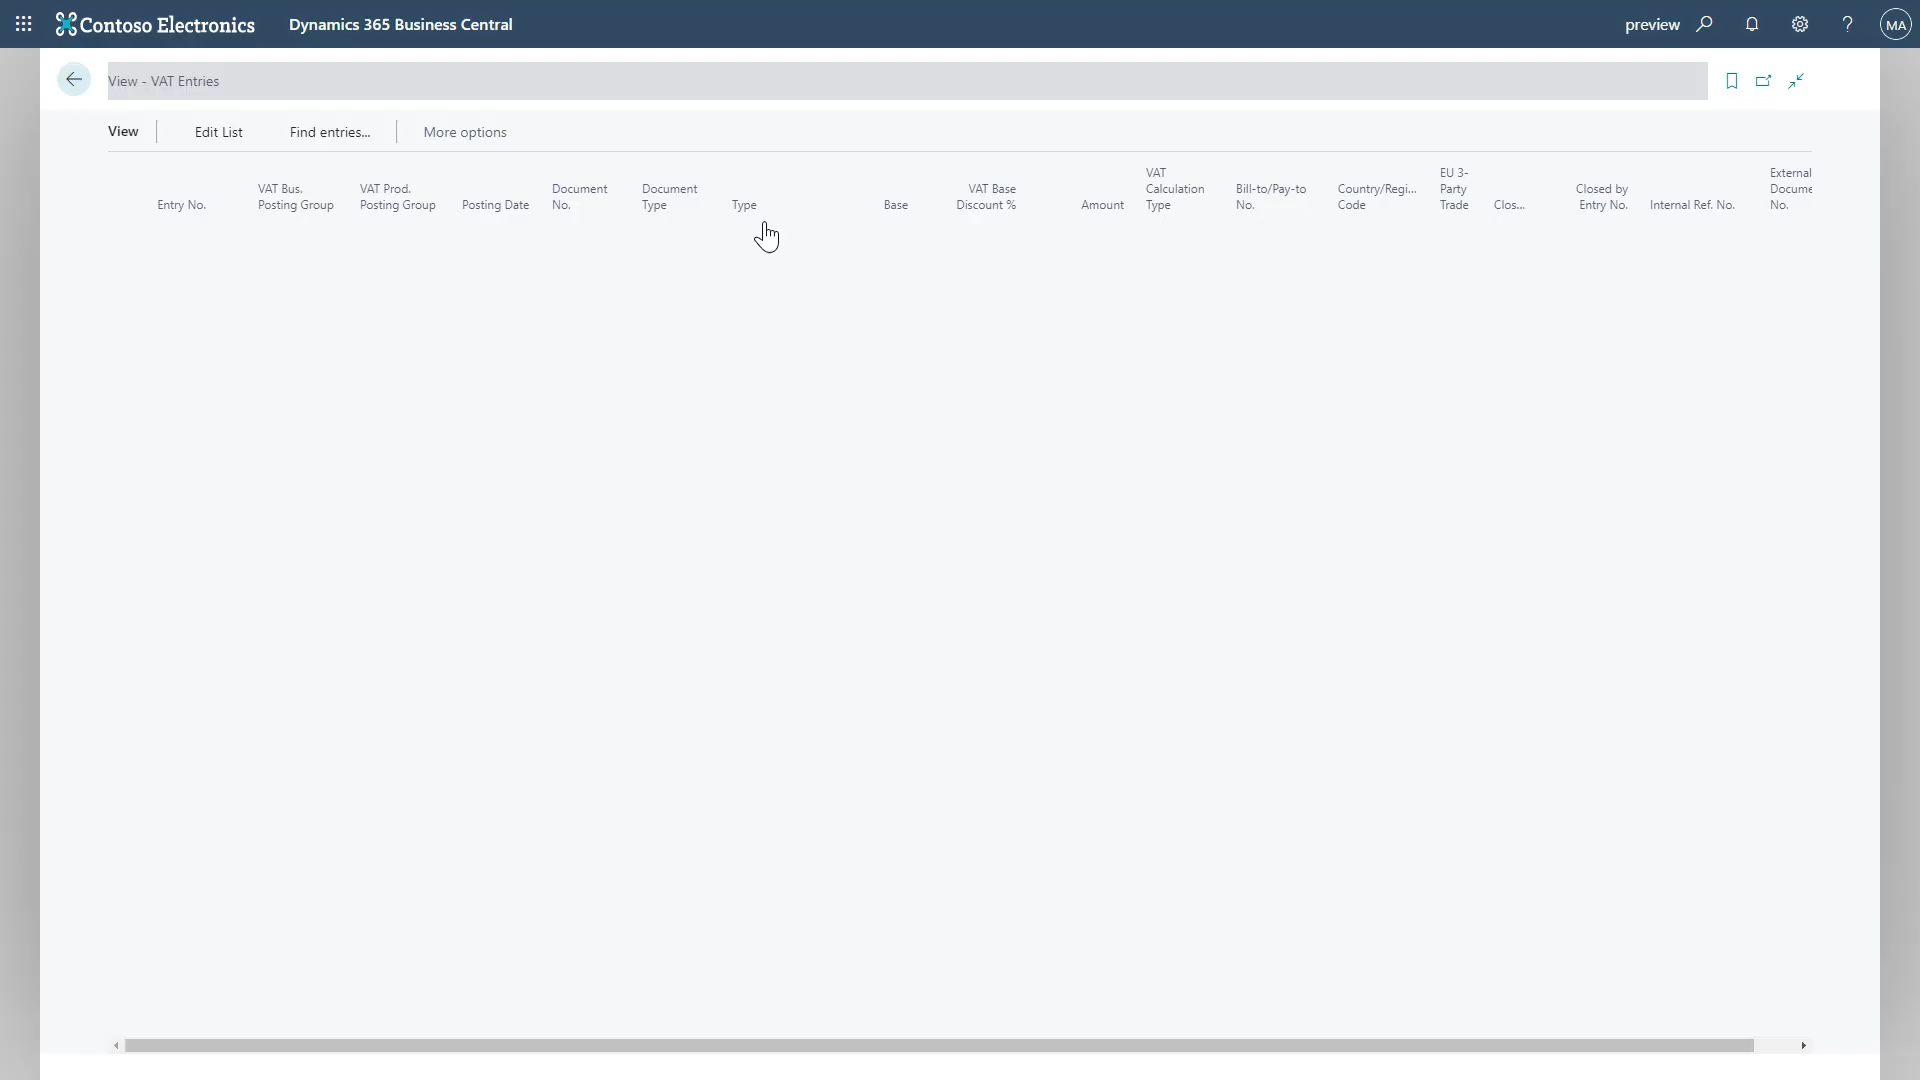 Contoso Electronics Dynamics 365 Business Central preview ? MA
View - VAT Entries
View Edit List Find entries... More options
Entry No.
VAT Bus.
Posting Group
VAT Prod.
Posting Group
Posting Date
Document
No.
Document
Type
Type
Base
VAT Base
Discount %
Amount
VAT
Calculation
Type
Bill-to/Pay-to
No.
Country/Regi...
Code
EU 3-
Party
Trade
Clos...
Closed by
Entry No.
Internal Ref. No.
External
Docume
No.